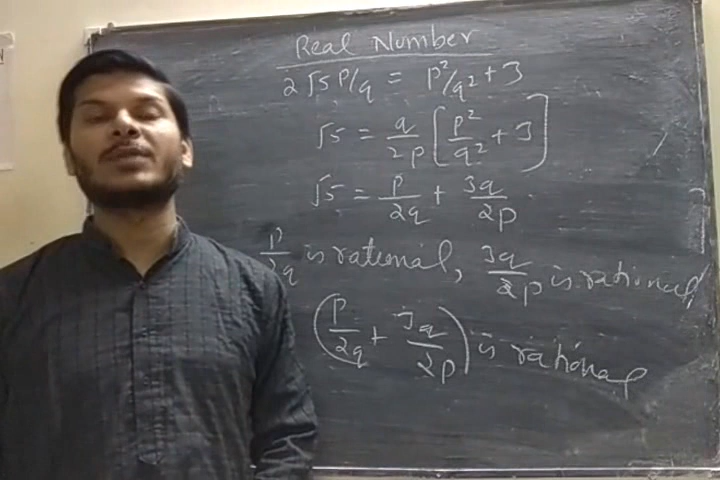 Real Number
2√5 p/q = p²/q² + 3
√5 = q/2p [p²/q² + 3]
√5 = p/2q + 3q/2p
p/2q is rational, 3q/2p is rational,
(p/2q + 3q/2p) is rational